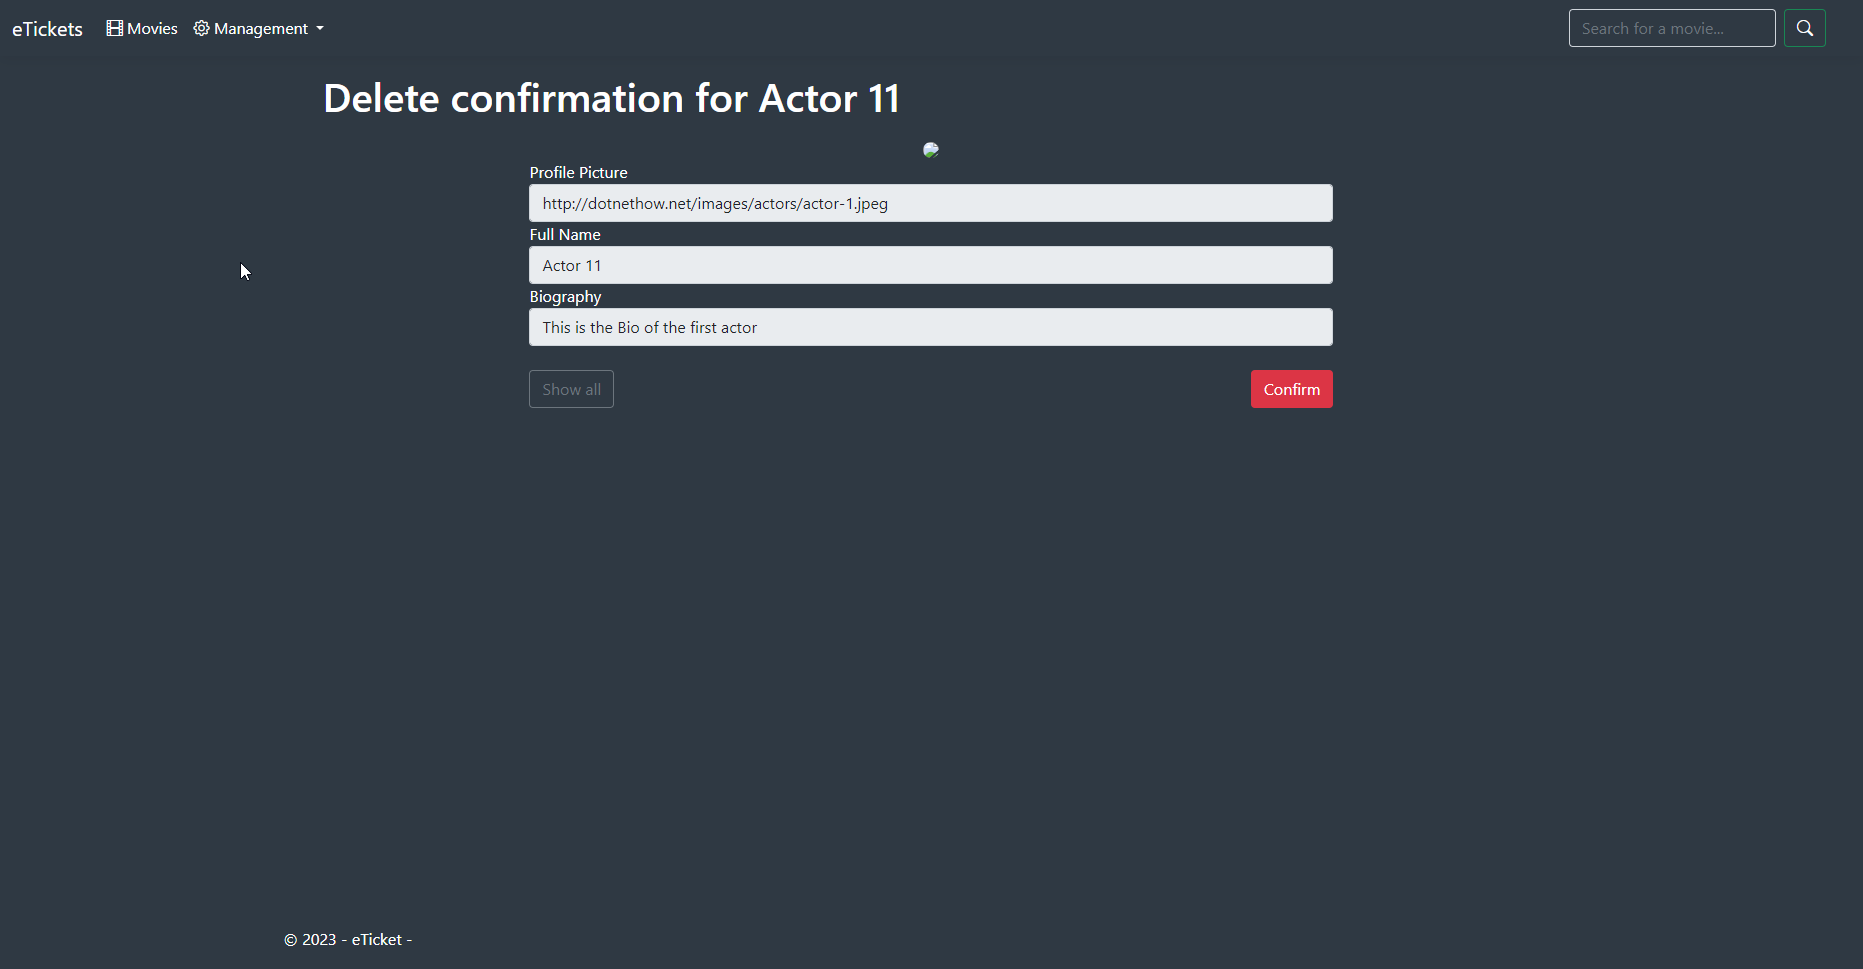 eTickets Movies Management Search for a movie...
Delete confirmation for Actor 11
Profile Picture
http://dotnethow.net/images/actors/actor-1.jpeg
Full Name
Actor 11
Biography
This is the Bio of the first actor
Show all Confirm
© 2023 - eTicket -